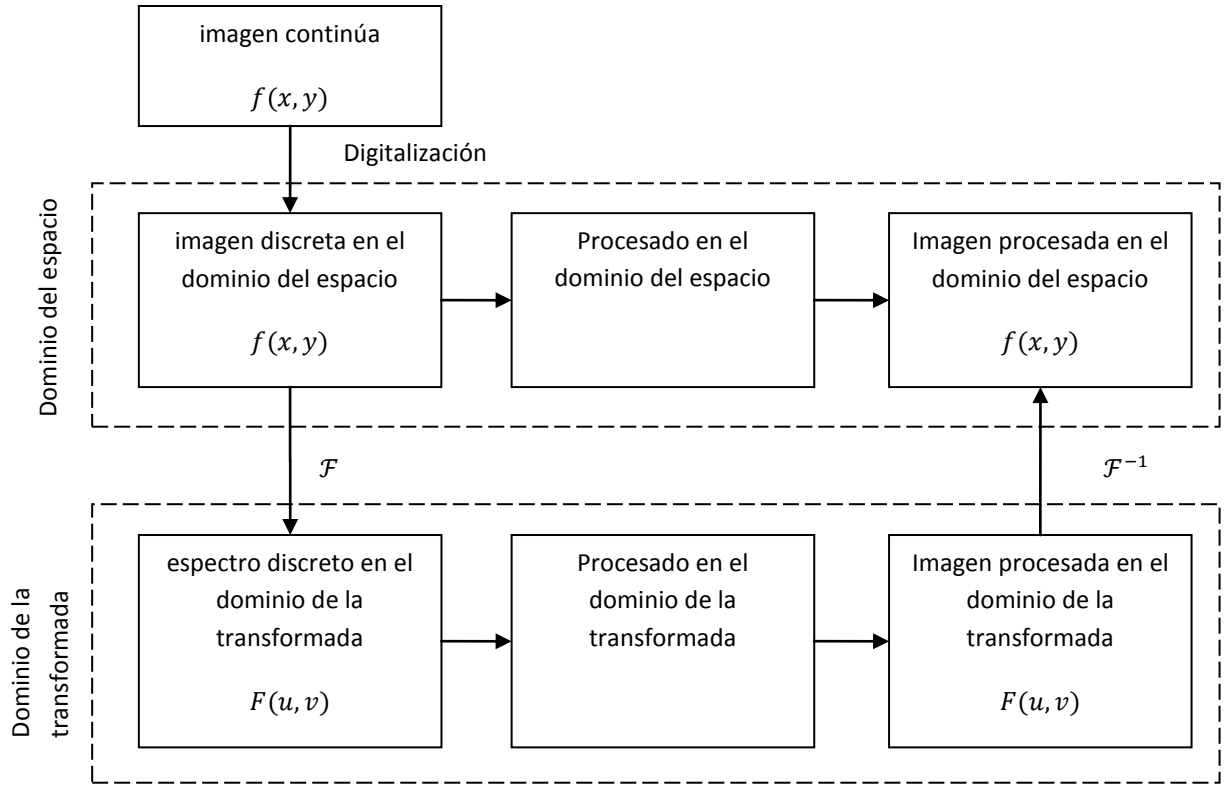 imagen continúa
f(x, y)
Digitalización
Dominio del espacio
imagen discreta en el
dominio del espacio
f(x, y)
Procesado en el
dominio del espacio
Imagen procesada en el
dominio del espacio
f(x, y)
ℱ
ℱ⁻¹
Dominio de la
transformada
espectro discreto en el
dominio de la
transformada
F(u, v)
Procesado en el
dominio de la
transformada
Imagen procesada en el
dominio de la
transformada
F(u, v)